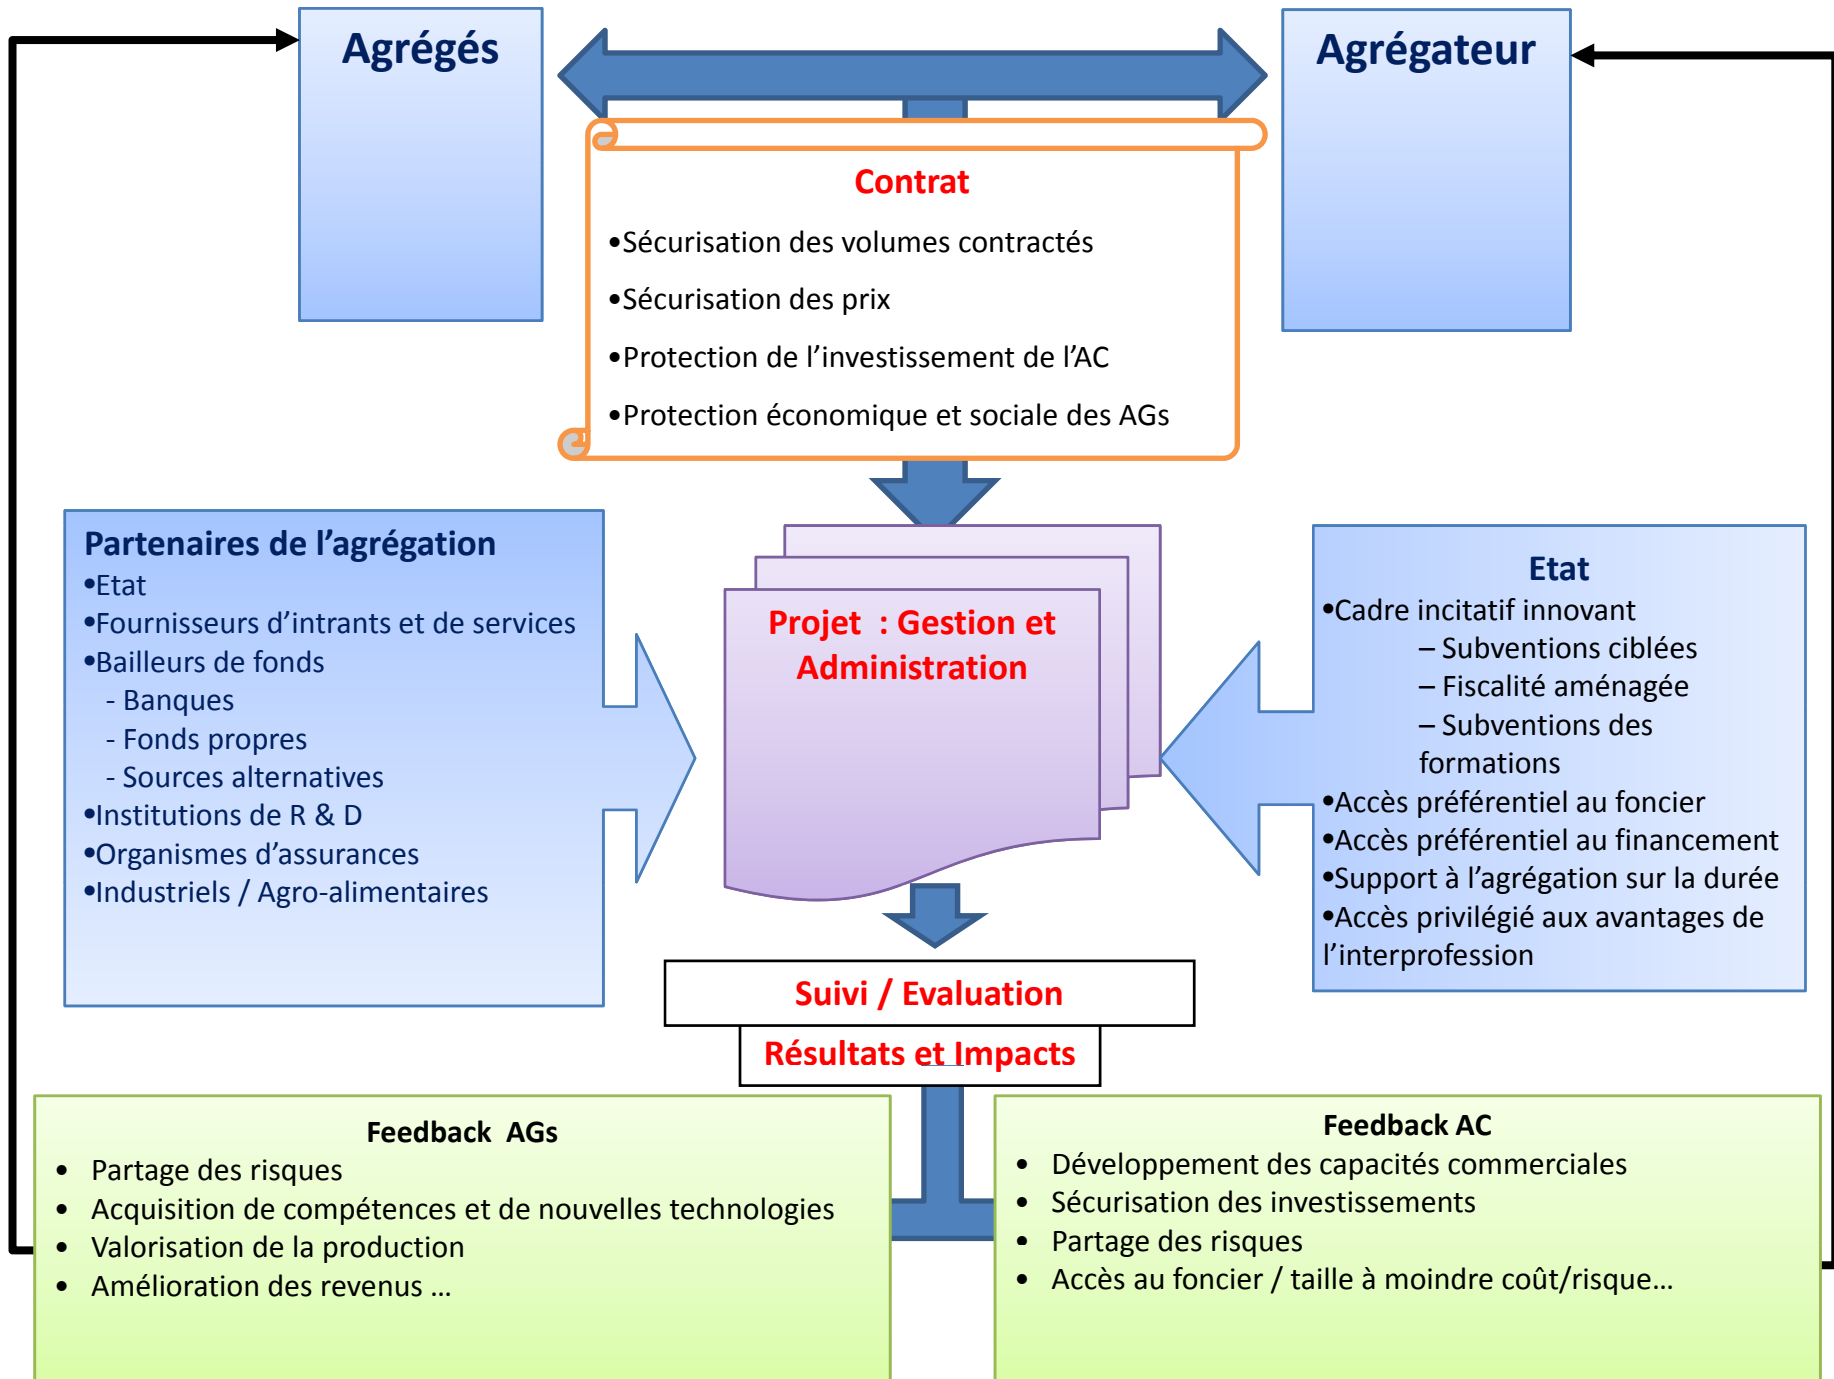 Agrégés
Agrégateur
Contrat
•Sécurisation des volumes contractés
•Sécurisation des prix
•Protection de l’investissement de l’AC
•Protection économique et sociale des AGs
Partenaires de l’agrégation
•Etat
•Fournisseurs d’intrants et de services
•Bailleurs de fonds
- Banques
- Fonds propres
- Sources alternatives
•Institutions de R & D
•Organismes d’assurances
•Industriels / Agro-alimentaires
Projet : Gestion et
Administration
Etat
•Cadre incitatif innovant
– Subventions ciblées
– Fiscalité aménagée
– Subventions des
formations
•Accès préférentiel au foncier
•Accès préférentiel au financement
•Support à l’agrégation sur la durée
•Accès privilégié aux avantages de
l’interprofession
Suivi / Evaluation
Résultats et Impacts
Feedback AGs
• Partage des risques
• Acquisition de compétences et de nouvelles technologies
• Valorisation de la production
• Amélioration des revenus …
Feedback AC
• Développement des capacités commerciales
• Sécurisation des investissements
• Partage des risques
• Accès au foncier / taille à moindre coût/risque…